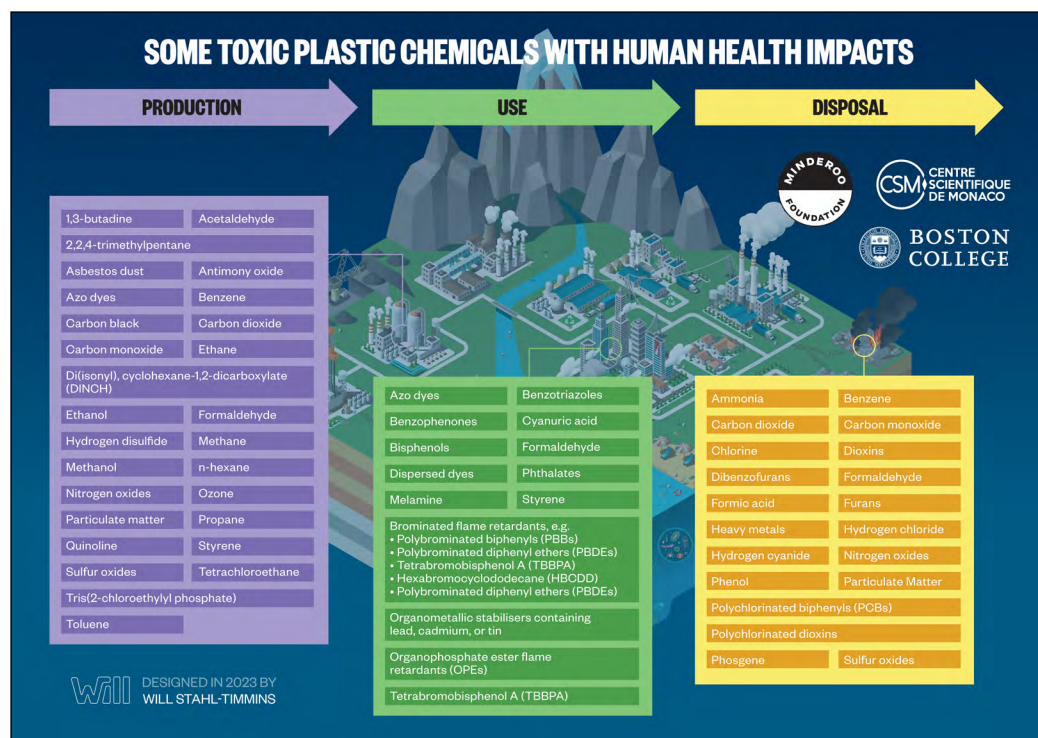 SOME TOXIC PLASTIC CHEMICALS WITH HUMAN HEALTH IMPACTS
PRODUCTION
USE
DISPOSAL
MINDEROO
FOUNDATION
CSM
CENTRE
SCIENTIFIQUE
DE MONACO
BOSTON
COLLEGE
1,3-butadine
Acetaldehyde
2,2,4-trimethylpentane
Asbestos dust
Antimony oxide
Azo dyes
Benzene
Carbon black
Carbon dioxide
Carbon monoxide
Ethane
Di(isonyl), cyclohexane-1,2-dicarboxylate
(DINCH)
Ethanol
Formaldehyde
Hydrogen disulfide
Methane
Methanol
n-hexane
Nitrogen oxides
Ozone
Particulate matter
Propane
Quinoline
Styrene
Sulfur oxides
Tetrachloroethane
Tris(2-chloroethylyl phosphate)
Toluene
Azo dyes
Benzotriazoles
Benzophenones
Cyanuric acid
Bisphenols
Formaldehyde
Dispersed dyes
Phthalates
Melamine
Styrene
Brominated flame retardants, e.g.
• Polybrominated biphenyls (PBBs)
• Polybrominated diphenyl ethers (PBDEs)
• Tetrabromobisphenol A (TBBPA)
• Hexabromocyclododecane (HBCDD)
• Polybrominated diphenyl ethers (PBDEs)
Organometallic stabilisers containing
lead, cadmium, or tin
Organophosphate ester flame
retardants (OPEs)
Tetrabromobisphenol A (TBBPA)
Ammonia
Benzene
Carbon dioxide
Carbon monoxide
Chlorine
Dioxins
Dibenzofurans
Formaldehyde
Formic acid
Furans
Heavy metals
Hydrogen chloride
Hydrogen cyanide
Nitrogen oxides
Phenol
Particulate Matter
Polychlorinated biphenyls (PCBs)
Polychlorinated dioxins
Phosgene
Sulfur oxides
Will
DESIGNED IN 2023 BY
WILL STAHL-TIMMINS